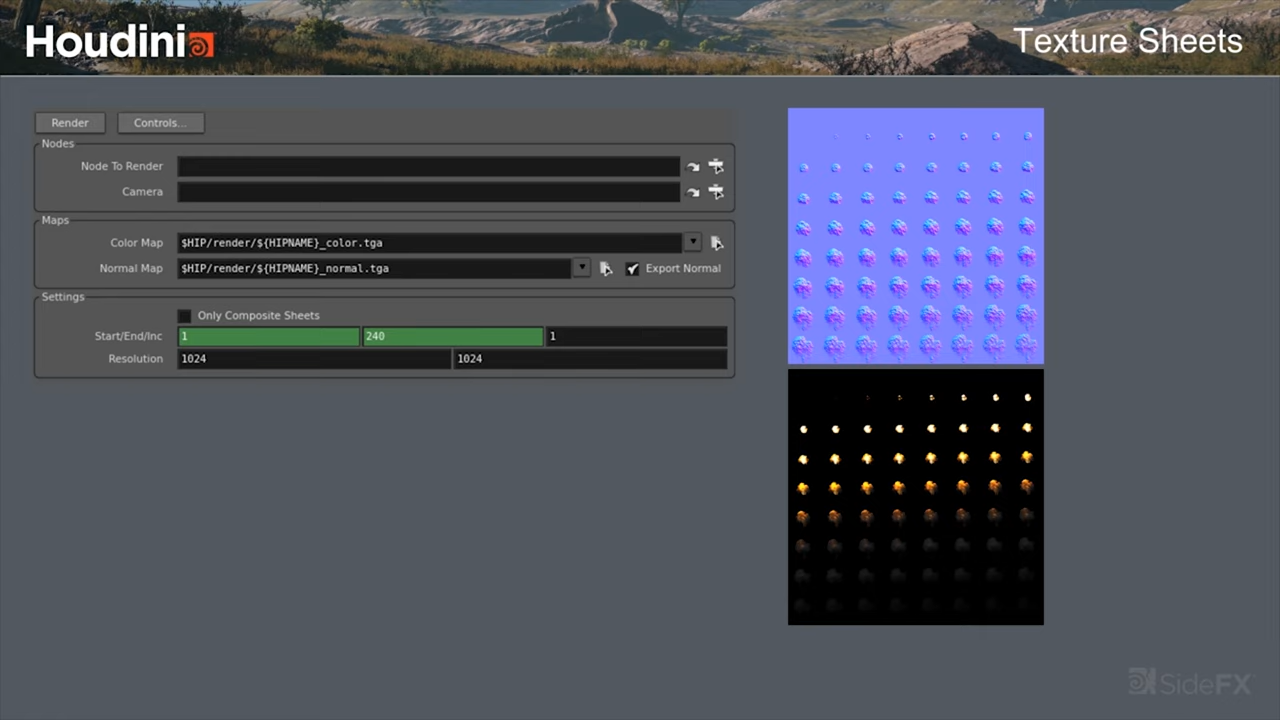 Houdini
Texture Sheets
Render Controls...
Nodes
Node To Render
Camera
Maps
Color Map $HIP/render/${HIPNAME}_color.tga
Normal Map $HIP/render/${HIPNAME}_normal.tga Export Normal
Settings
Only Composite Sheets
Start/End/Inc 1 240 1
Resolution 1024 1024
SideFX